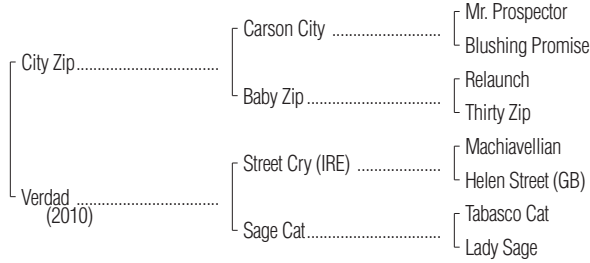 Mr. Prospector
Carson City ......................
Blushing Promise
City Zip.............................
Relaunch
Baby Zip...........................
Thirty Zip
Machiavellian
Street Cry (IRE) .................
Helen Street (GB)
Verdad .............................
(2010)
Tabasco Cat
Sage Cat...........................
Lady Sage